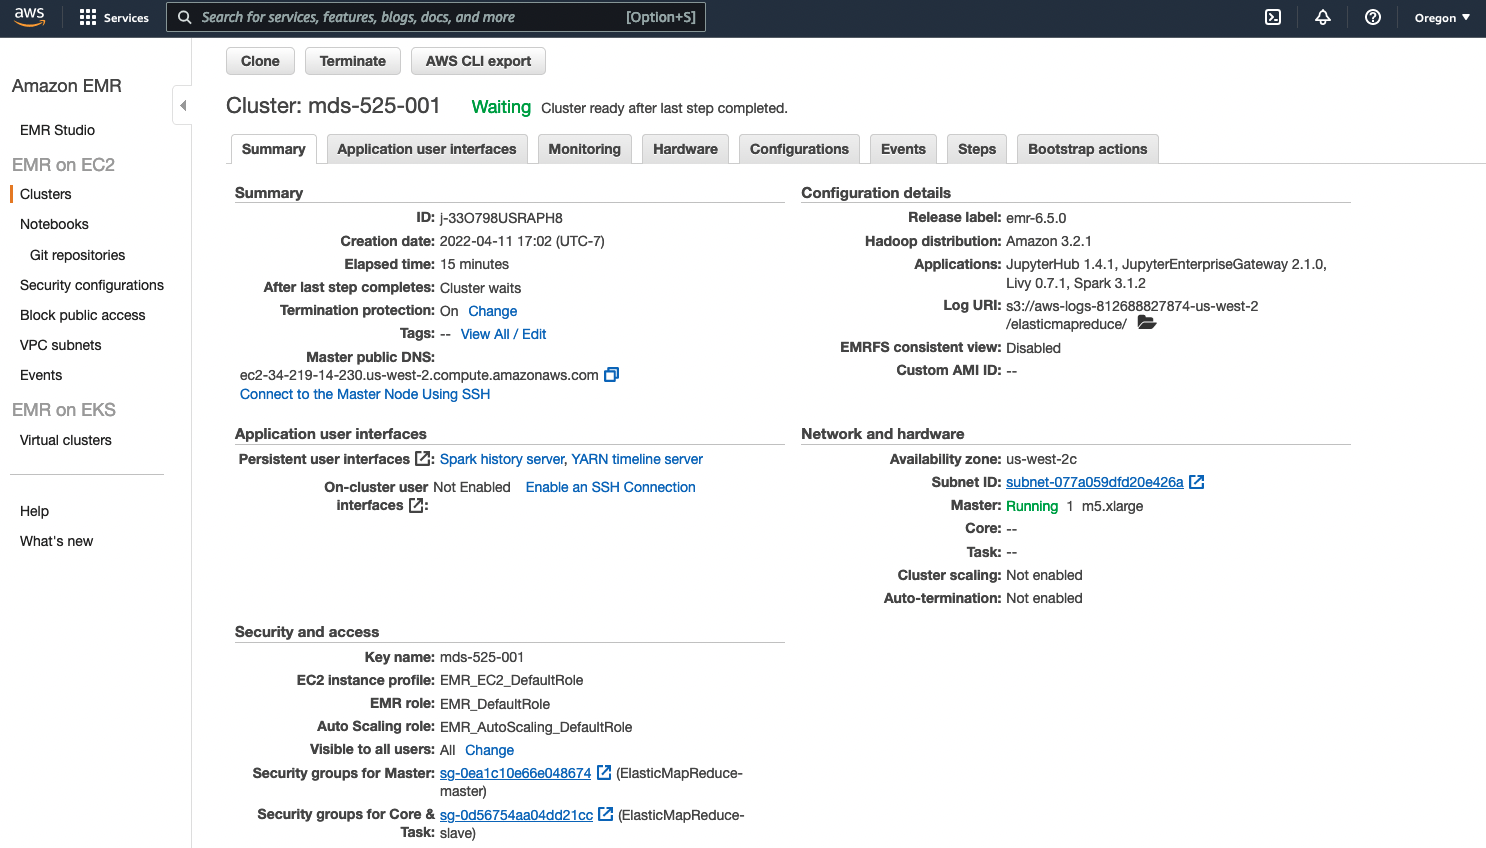 aws
Services
Search for services, features, blogs, docs, and more
[Option+S]
Oregon
Amazon EMR
EMR Studio
EMR on EC2
Clusters
Notebooks
Git repositories
Security configurations
Block public access
VPC subnets
Events
EMR on EKS
Virtual clusters
Help
What's new
Clone
Terminate
AWS CLI export
Cluster: mds-525-001 Waiting Cluster ready after last step completed.
Summary
Application user interfaces
Monitoring
Hardware
Configurations
Events
Steps
Bootstrap actions
Summary
ID: j-33O798USRAPH8
Creation date: 2022-04-11 17:02 (UTC-7)
Elapsed time: 15 minutes
After last step completes: Cluster waits
Termination protection: On Change
Tags: -- View All / Edit
Master public DNS:
ec2-34-219-14-230.us-west-2.compute.amazonaws.com
Connect to the Master Node Using SSH
Configuration details
Release label: emr-6.5.0
Hadoop distribution: Amazon 3.2.1
Applications: JupyterHub 1.4.1, JupyterEnterpriseGateway 2.1.0,
Livy 0.7.1, Spark 3.1.2
Log URI: s3://aws-logs-812688827874-us-west-2
/elasticmapreduce/
EMRFS consistent view: Disabled
Custom AMI ID: --
Application user interfaces
Persistent user interfaces : Spark history server, YARN timeline server
On-cluster user Not Enabled Enable an SSH Connection
interfaces :
Network and hardware
Availability zone: us-west-2c
Subnet ID: subnet-077a059dfd20e426a
Master: Running 1 m5.xlarge
Core: --
Task: --
Cluster scaling: Not enabled
Auto-termination: Not enabled
Security and access
Key name: mds-525-001
EC2 instance profile: EMR_EC2_DefaultRole
EMR role: EMR_DefaultRole
Auto Scaling role: EMR_AutoScaling_DefaultRole
Visible to all users: All Change
Security groups for Master: sg-0ea1c10e66e048674 (ElasticMapReduce-
master)
Security groups for Core & sg-0d56754aa04dd21cc (ElasticMapReduce-
Task: slave)